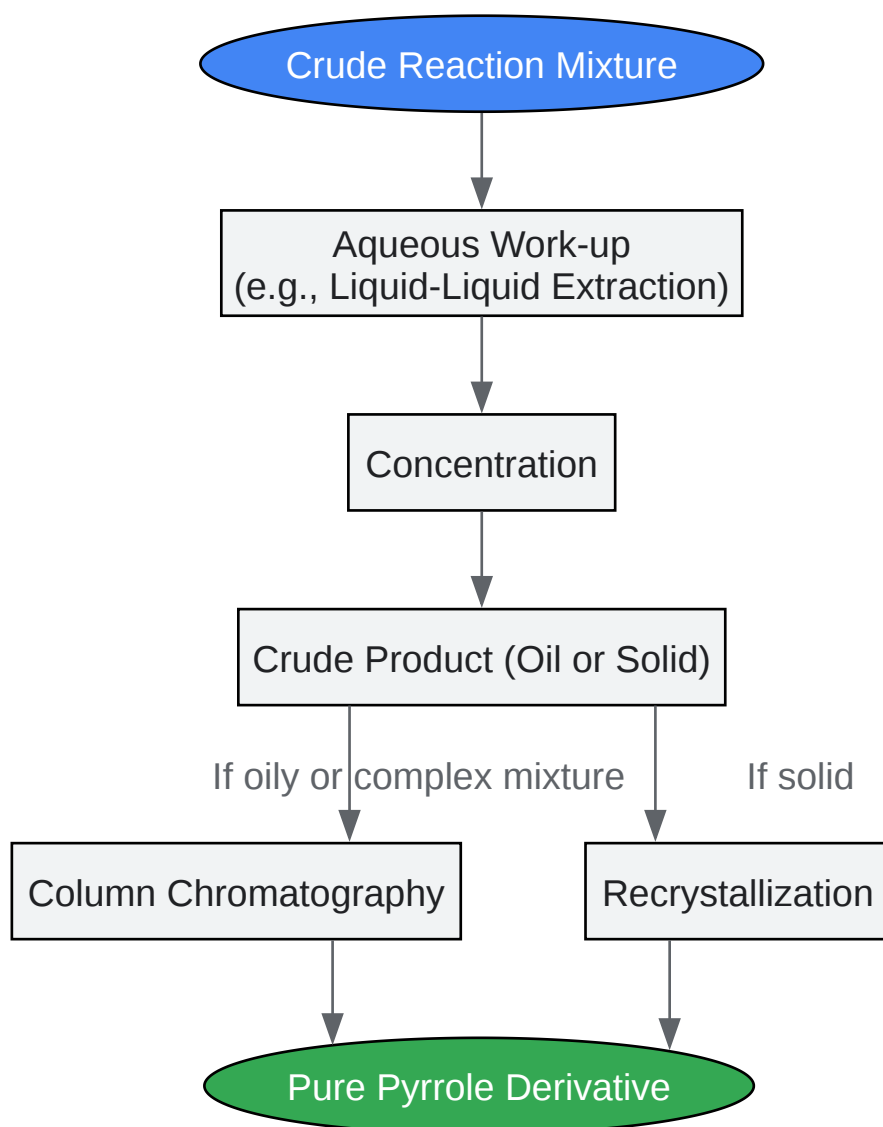 Crude Reaction Mixture
Aqueous Work-up
(e.g., Liquid-Liquid Extraction)
Concentration
Crude Product (Oil or Solid)
If oily or complex mixture
If solid
Column Chromatography
Recrystallization
Pure Pyrrole Derivative